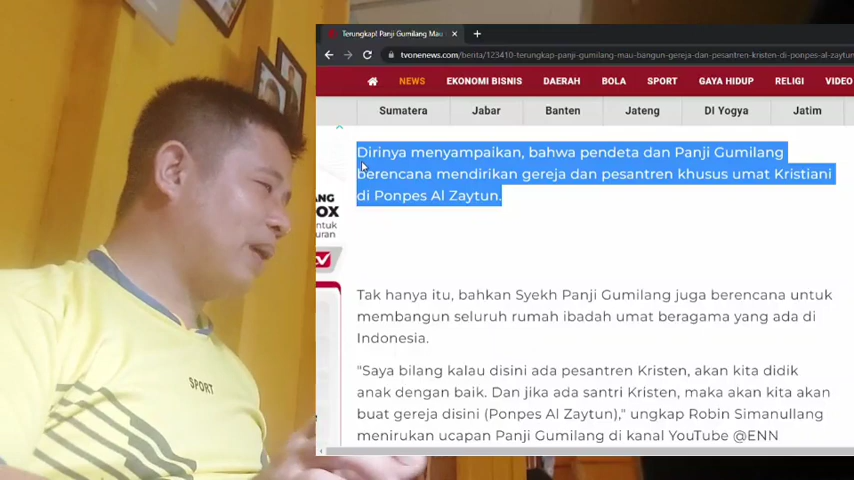 Terungkap! Panji Gumilang Mau
tvonenews.com/berita/123410-terungkap-panji-gumilang-mau-bangun-gereja-dan-pesantren-kristen-di-ponpes-al-zaytun
NEWS EKONOMI BISNIS DAERAH BOLA SPORT GAYA HIDUP RELIGI VIDEO
Sumatera Jabar Banten Jateng DI Yogya Jatim
Dirinya menyampaikan, bahwa pendeta dan Panji Gumilang
berencana mendirikan gereja dan pesantren khusus umat Kristiani
di Ponpes Al Zaytun.
Tak hanya itu, bahkan Syekh Panji Gumilang juga berencana untuk
membangun seluruh rumah ibadah umat beragama yang ada di
Indonesia.
"Saya bilang kalau disini ada pesantren Kristen, akan kita didik
anak dengan baik. Dan jika ada santri Kristen, maka akan kita akan
buat gereja disini (Ponpes Al Zaytun)," ungkap Robin Simanullang
menirukan ucapan Panji Gumilang di kanal YouTube @ENN
SPORT